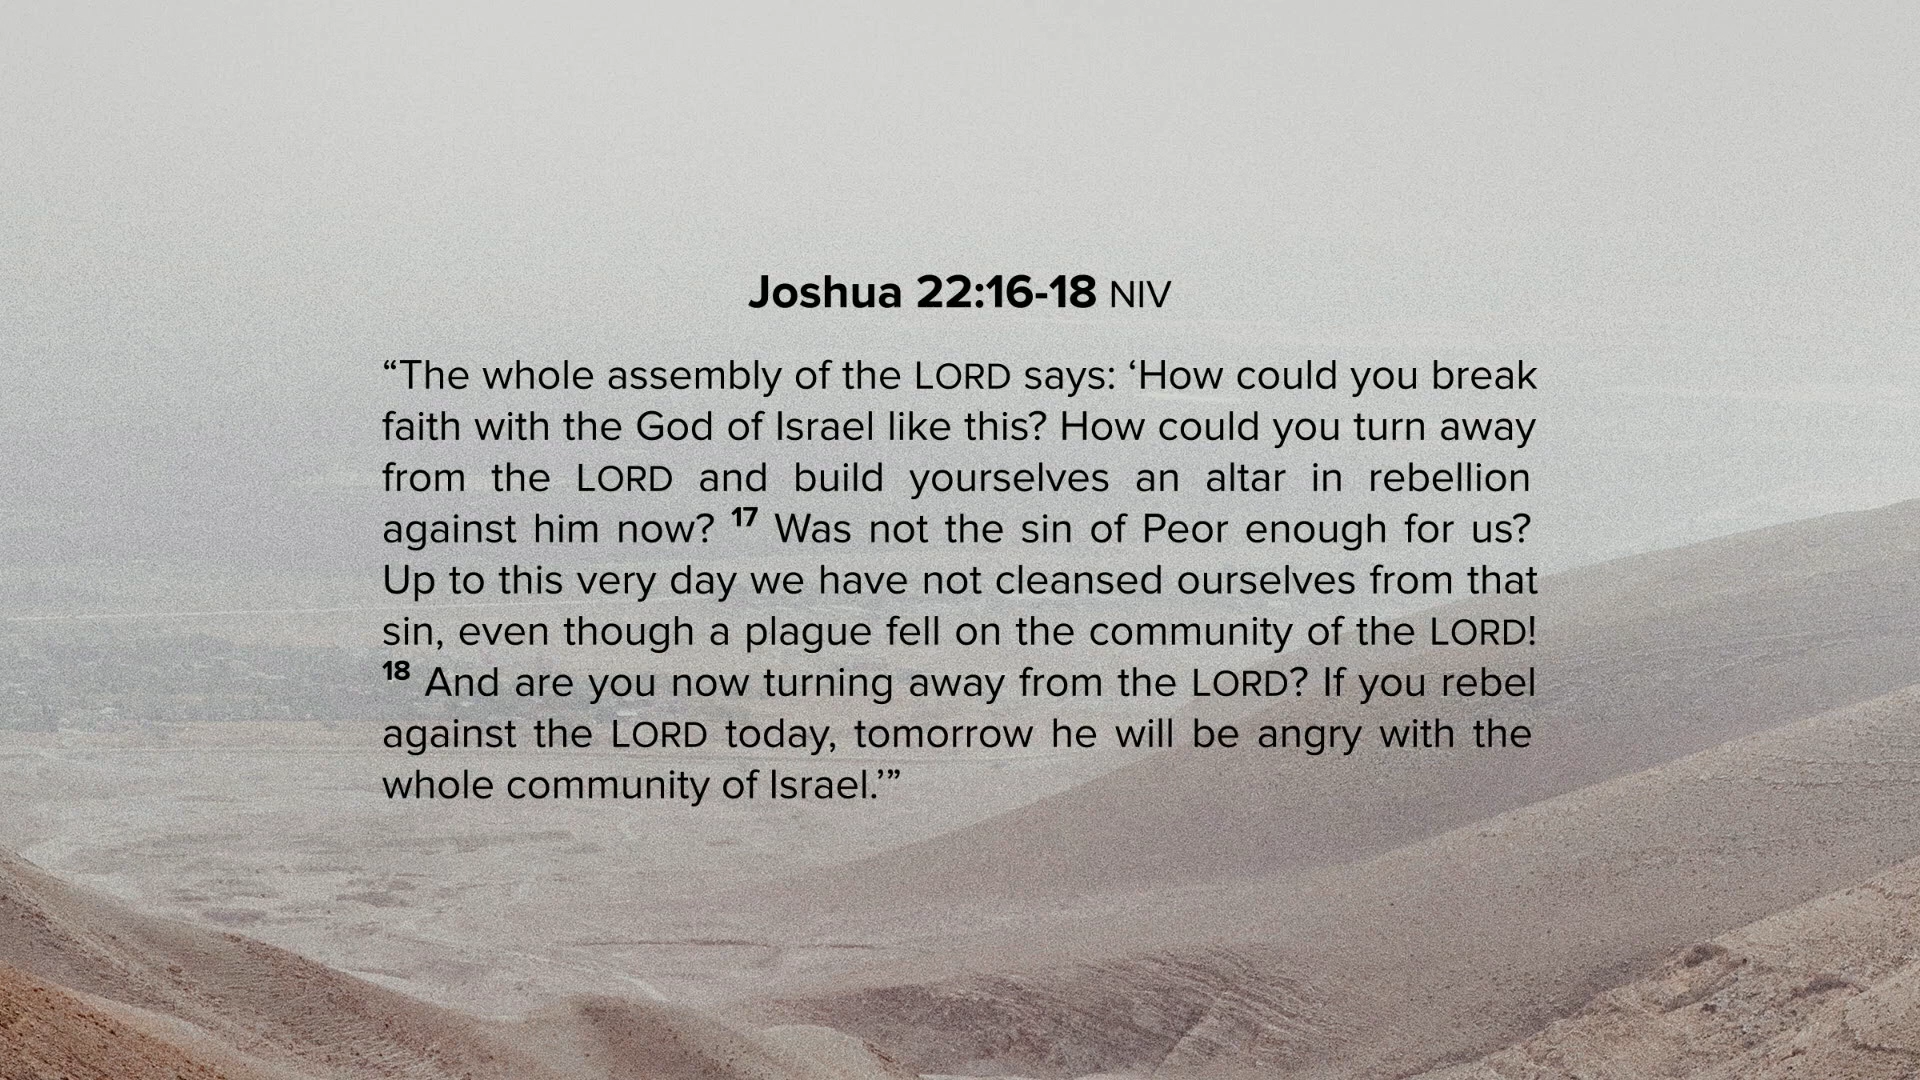 Joshua 22:16-18 NIV
“The whole assembly of the LORD says: ‘How could you break
faith with the God of Israel like this? How could you turn away
from the LORD and build yourselves an altar in rebellion
against him now? 17 Was not the sin of Peor enough for us?
Up to this very day we have not cleansed ourselves from that
sin, even though a plague fell on the community of the LORD!
18 And are you now turning away from the LORD? If you rebel
against the LORD today, tomorrow he will be angry with the
whole community of Israel.’”